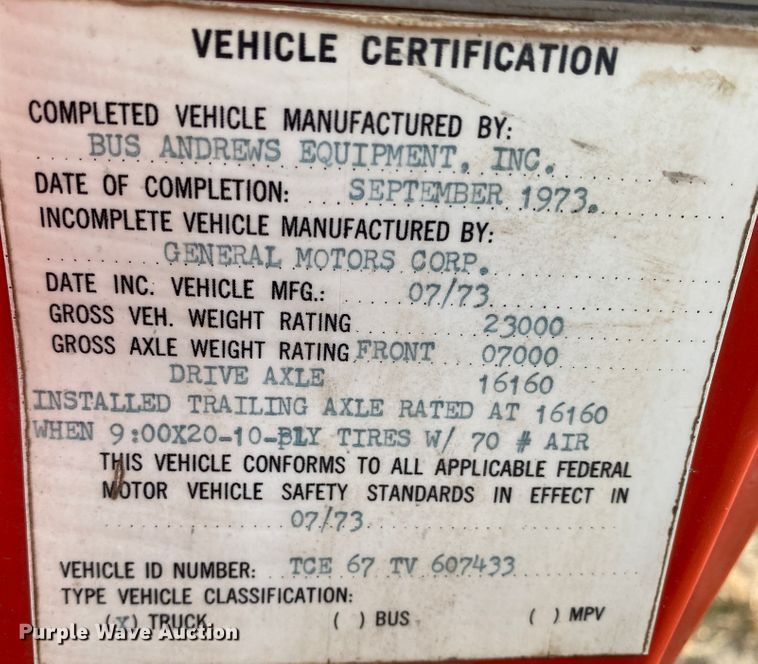 VEHICLE CERTIFICATION
COMPLETED VEHICLE MANUFACTURED BY:
BUS ANDREWS EQUIPMENT, INC.
DATE OF COMPLETION: SEPTEMBER 1973.
INCOMPLETE VEHICLE MANUFACTURED BY:
GENERAL MOTORS CORP.
DATE INC. VEHICLE MFG.: 07/73
GROSS VEH. WEIGHT RATING 23000
GROSS AXLE WEIGHT RATING FRONT 07000
DRIVE AXLE 16160
INSTALLED TRAILING AXLE RATED AT 16160
WHEN 9:00X20-10-PLY TIRES W/ 70 # AIR
THIS VEHICLE CONFORMS TO ALL APPLICABLE FEDERAL
MOTOR VEHICLE SAFETY STANDARDS IN EFFECT IN
07/73
VEHICLE ID NUMBER: TCE 67 TV 607433
TYPE VEHICLE CLASSIFICATION:
(X) TRUCK ( ) BUS ( ) MPV
Purple Wave Auction